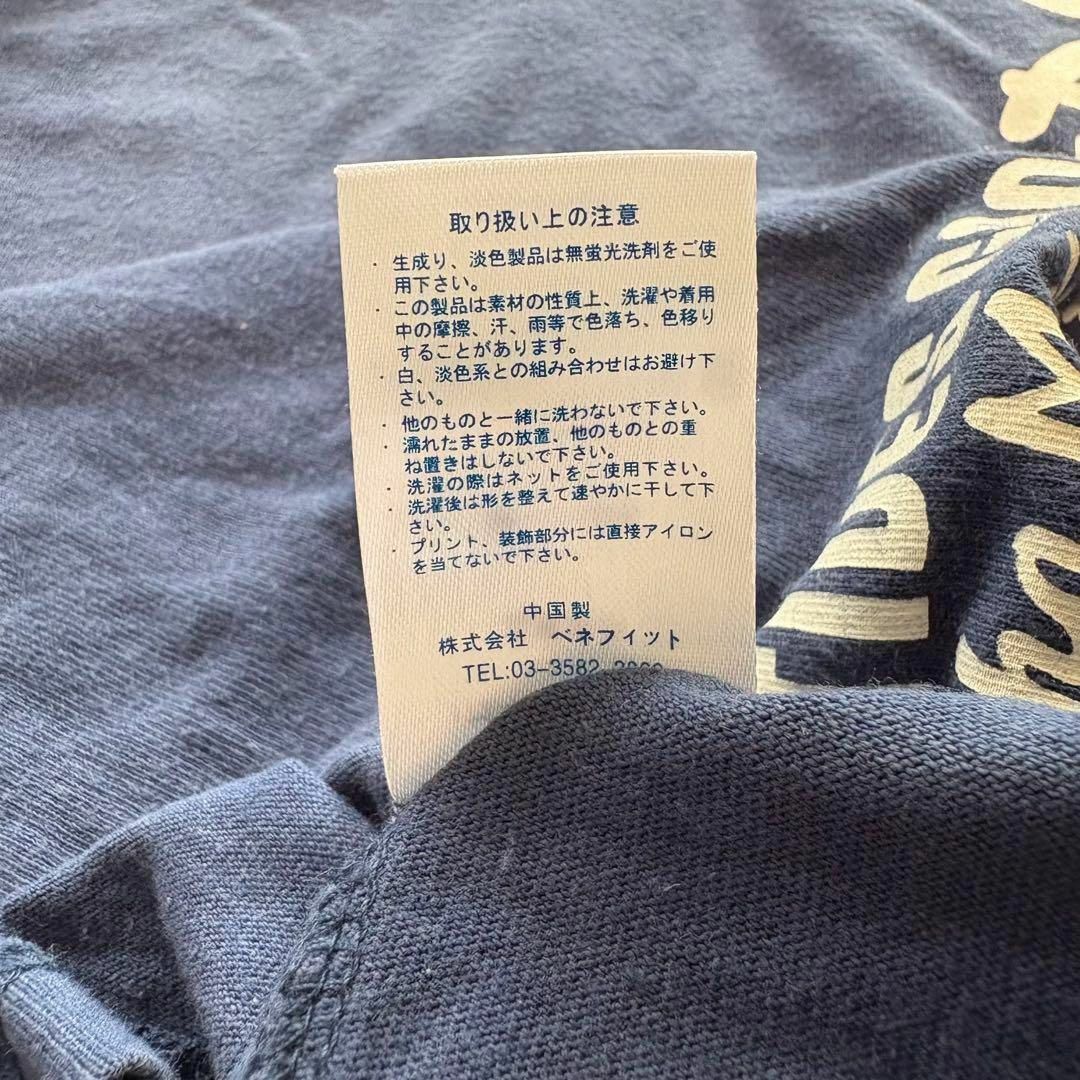 取り扱い上の注意
・生成り、淡色製品は無蛍光洗剤をご使
用下さい。
・この製品は素材の性質上、洗濯や着用
中の摩擦、汗、雨等で色落ち、色移り
することがあります。
・白、淡色系との組み合わせはお避け下
さい。
・他のものと一緒に洗わないで下さい。
・濡れたままの放置、他のものとの重
ね置きはしないで下さい。
・洗濯の際はネットをご使用下さい。
・洗濯後は形を整えて速やかに干して下
さい。
・プリント、装飾部分には直接アイロン
を当てないで下さい。
中国製
株式会社 ベネフィット
TEL:03-3582-